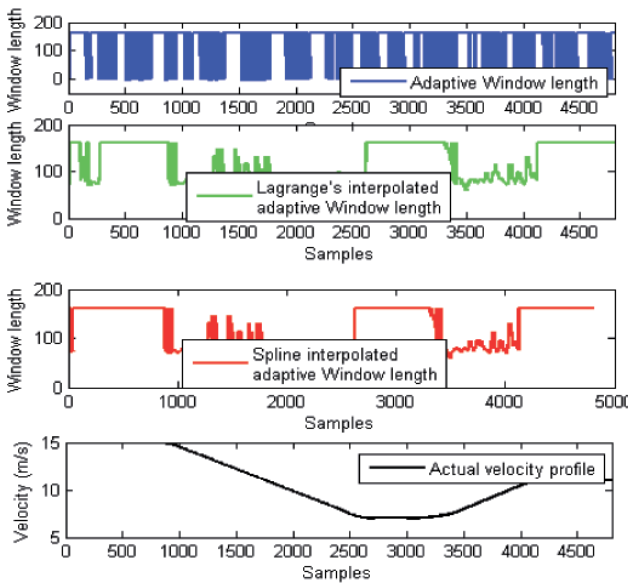 200
100
0
Window length
Adaptive Window length
0 500 1000 1500 2000 2500 3000 3500 4000 4500
200
100
0
Window length
Lagrange's interpolated
adaptive Window length
0 500 1000 1500 2000 2500 3000 3500 4000 4500
Samples
200
100
0
Window length
Spline interpolated
adaptive Window length
0 1000 2000 3000 4000 5000
Samples
15
10
5
Velocity (m/s)
Actual velocity profile
0 500 1000 1500 2000 2500 3000 3500 4000 4500
Samples